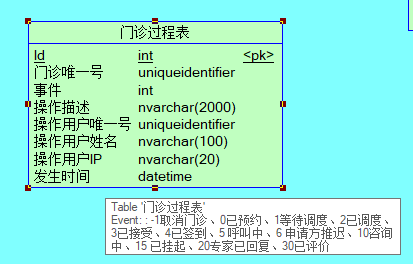 门诊过程表
Id int <pk>
门诊唯一号 uniqueidentifier
事件 int
操作描述 nvarchar(2000)
操作用户唯一号 uniqueidentifier
操作用户姓名 nvarchar(100)
操作用户IP nvarchar(20)
发生时间 datetime
Table '门诊过程表'
Event: : -1取消门诊、0已预约、1等待调度、2已调度、
3已接受、4已签到、5 呼叫中、6 申请方推迟、10咨询
中、15 已挂起、20专家已回复、30已评价